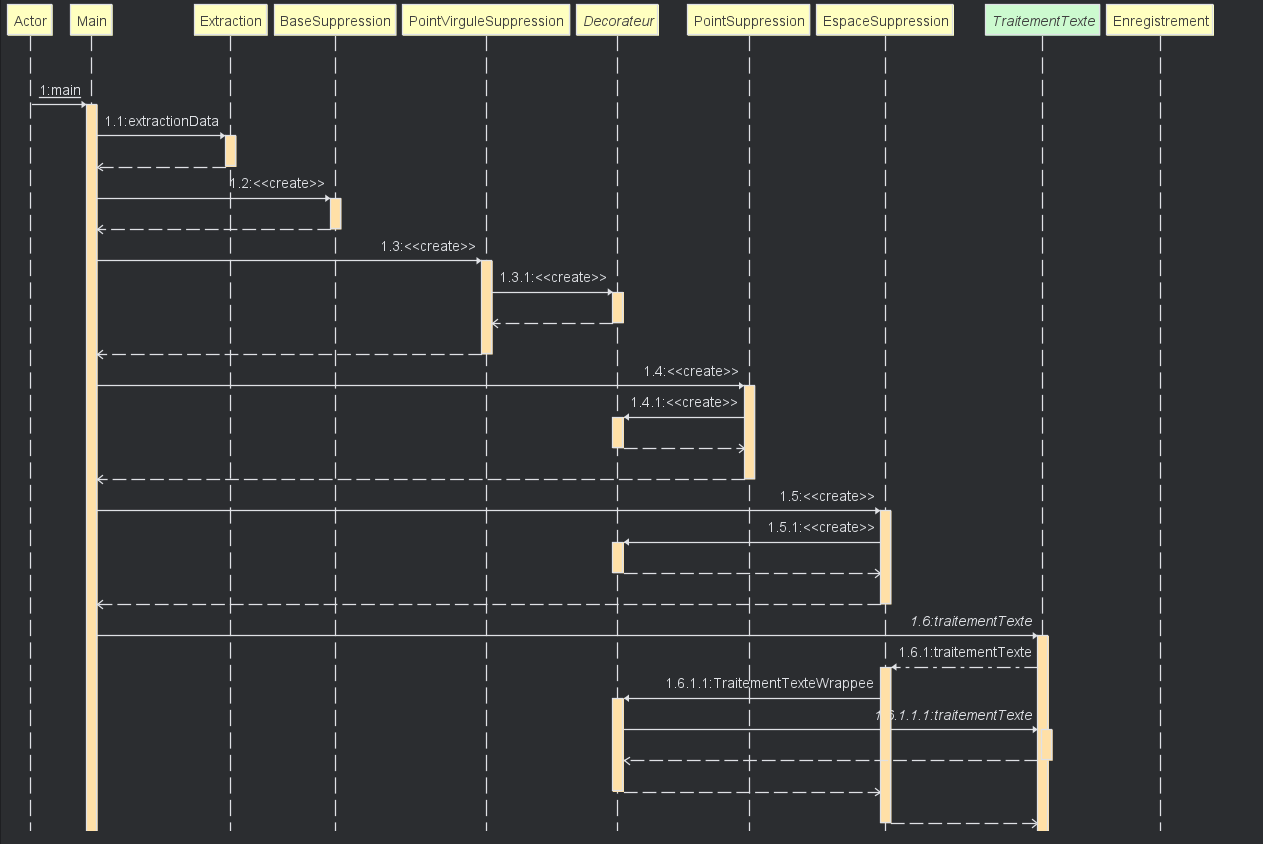 Actor Main Extraction BaseSuppression PointVirguleSuppression Decorateur PointSuppression EspaceSuppression TraitementTexte Enregistrement
1:main
1.1:extractionData
1.2:<<create>>
1.3:<<create>>
1.3.1:<<create>>
1.4:<<create>>
1.4.1:<<create>>
1.5:<<create>>
1.5.1:<<create>>
1.6:traitementTexte
1.6.1:traitementTexte
1.6.1.1:TraitementTexteWrappee
1.6.1.1.1:traitementTexte